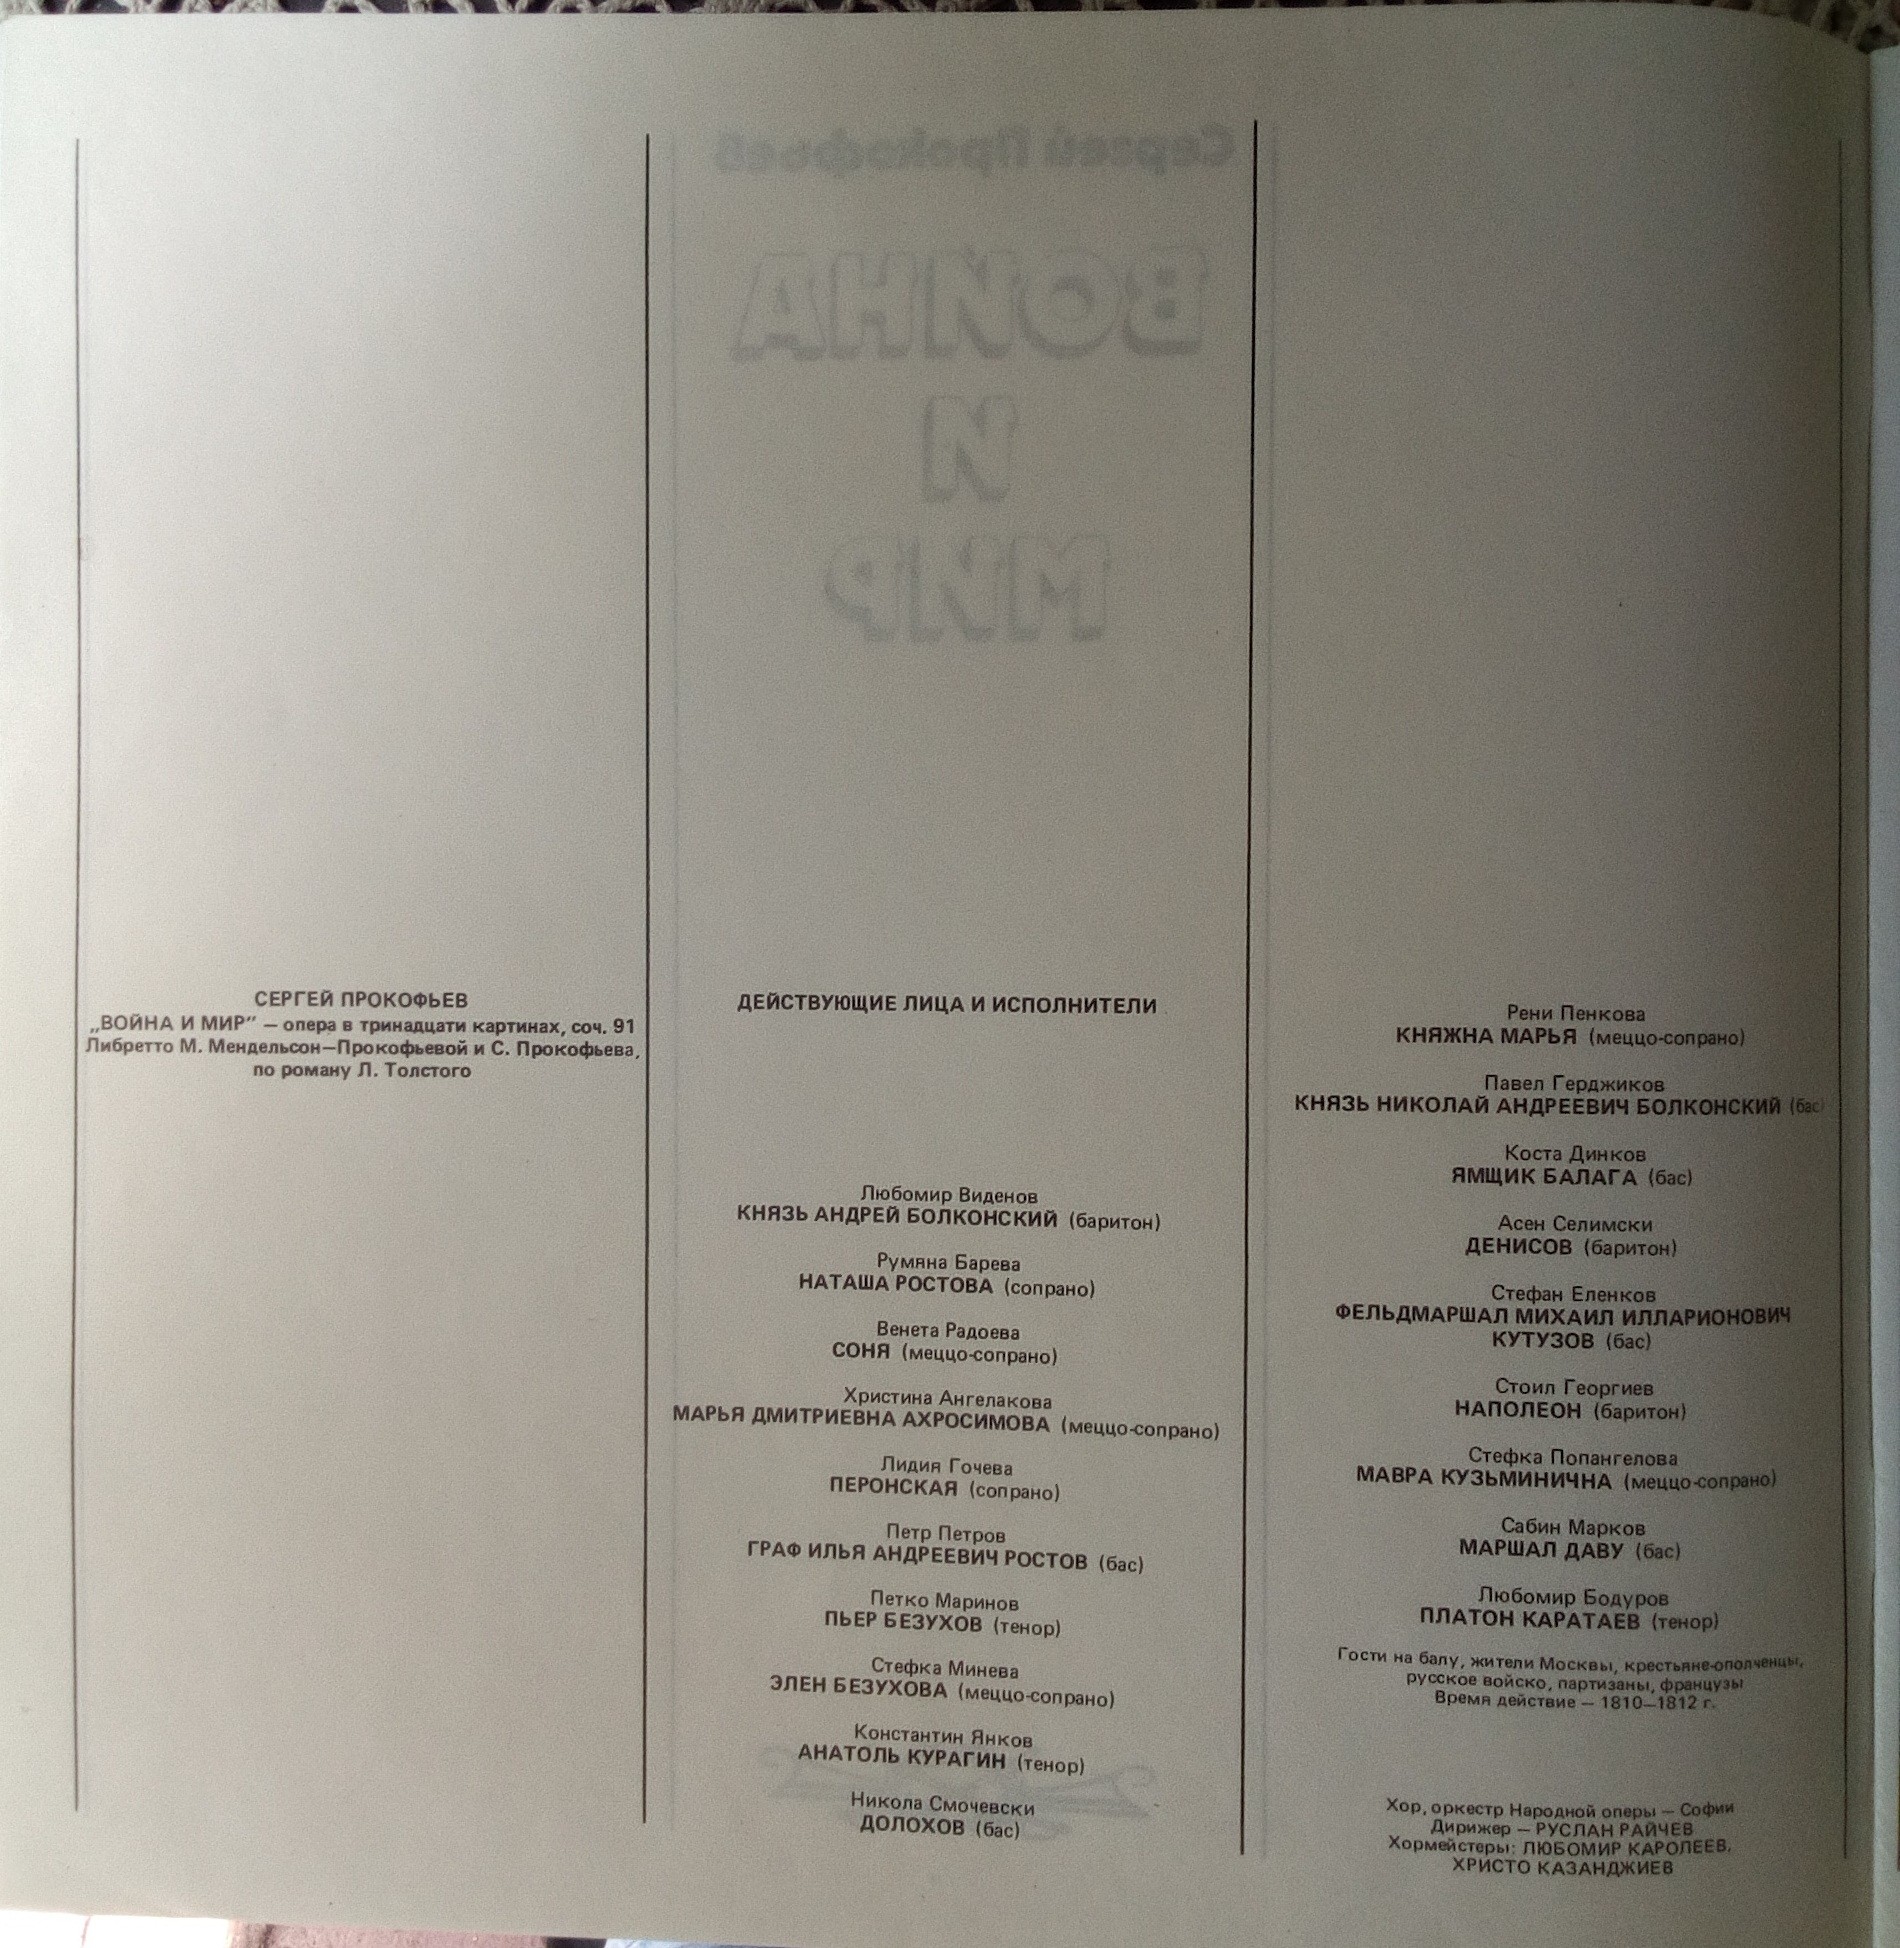 СЕРГЕЙ ПРОКОФЬЕВ
„ВОЙНА И МИР” — опера в тринадцати картинах, соч. 91
Либретто М. Мендельсон—Прокофьевой и С. Прокофьева,
по роману Л. Толстого
Сергей Прокофьев
ВОЙНА
И
МИР
ДЕЙСТВУЮЩИЕ ЛИЦА И ИСПОЛНИТЕЛИ
Любомир Виденов
КНЯЗЬ АНДРЕЙ БОЛКОНСКИЙ (баритон)
Румяна Барева
НАТАША РОСТОВА (сопрано)
Венета Радоева
СОНЯ (меццо-сопрано)
Христина Ангелакова
МАРЬЯ ДМИТРИЕВНА АХРОСИМОВА (меццо-сопрано)
Лидия Гочева
ПЕРОНСКАЯ (сопрано)
Петр Петров
ГРАФ ИЛЬЯ АНДРЕЕВИЧ РОСТОВ (бас)
Петко Маринов
ПЬЕР БЕЗУХОВ (тенор)
Стефка Минева
ЭЛЕН БЕЗУХОВА (меццо-сопрано)
Константин Янков
АНАТОЛЬ КУРАГИН (тенор)
Никола Смочевски
ДОЛОХОВ (бас)
Рени Пенкова
КНЯЖНА МАРЬЯ (меццо-сопрано)
Павел Герджиков
КНЯЗЬ НИКОЛАЙ АНДРЕЕВИЧ БОЛКОНСКИЙ (бас)
Коста Динков
ЯМЩИК БАЛАГА (бас)
Асен Селимски
ДЕНИСОВ (баритон)
Стефан Еленков
ФЕЛЬДМАРШАЛ МИХАИЛ ИЛЛАРИОНОВИЧ
КУТУЗОВ (бас)
Стоил Георгиев
НАПОЛЕОН (баритон)
Стефка Попангелова
МАВРА КУЗЬМИНИЧНА (меццо-сопрано)
Сабин Марков
МАРШАЛ ДАВУ (бас)
Любомир Бодуров
ПЛАТОН КАРАТАЕВ (тенор)
Гости на балу, жители Москвы, крестьяне-ополченцы,
русское войско, партизаны, французы
Время действие — 1810—1812 г.
Хор, оркестр Народной оперы — Софии
Дирижер — РУСЛАН РАЙЧЕВ
Хормейстеры: ЛЮБОМИР КАРОЛЕЕВ,
ХРИСТО КАЗАНДЖИЕВ